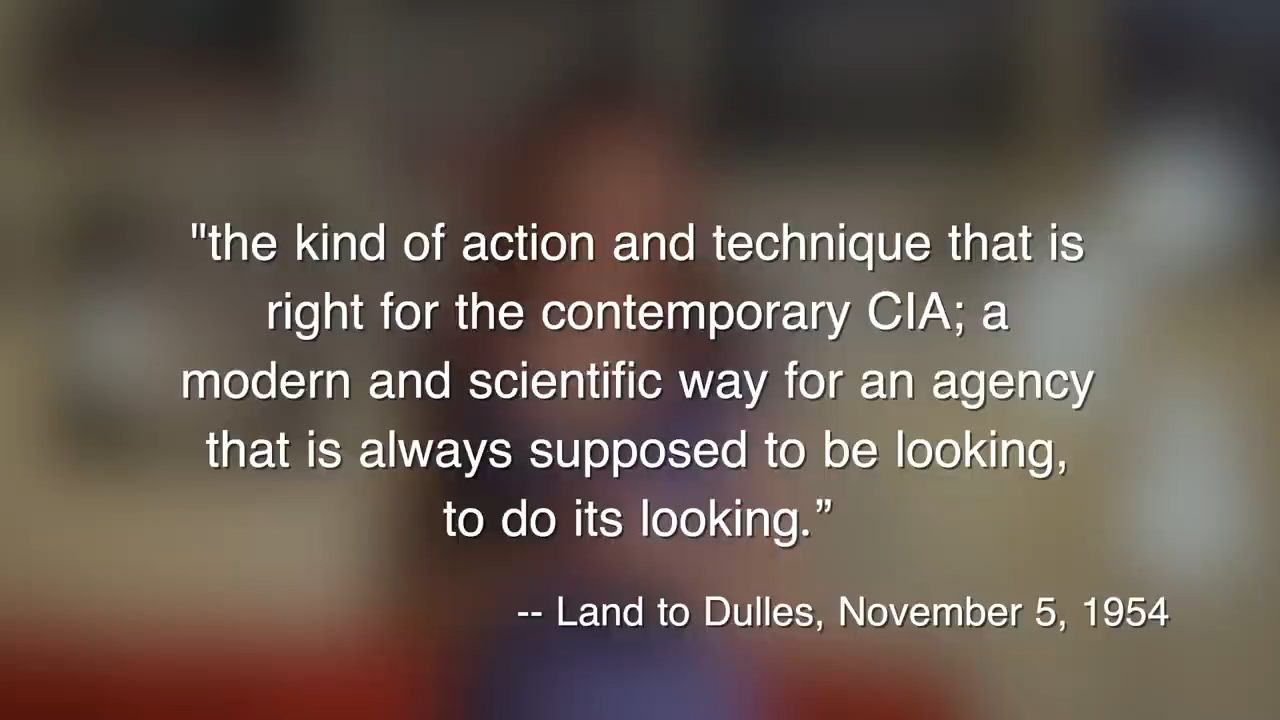 "the kind of action and technique that is
right for the contemporary CIA; a
modern and scientific way for an agency
that is always supposed to be looking,
to do its looking.”
-- Land to Dulles, November 5, 1954